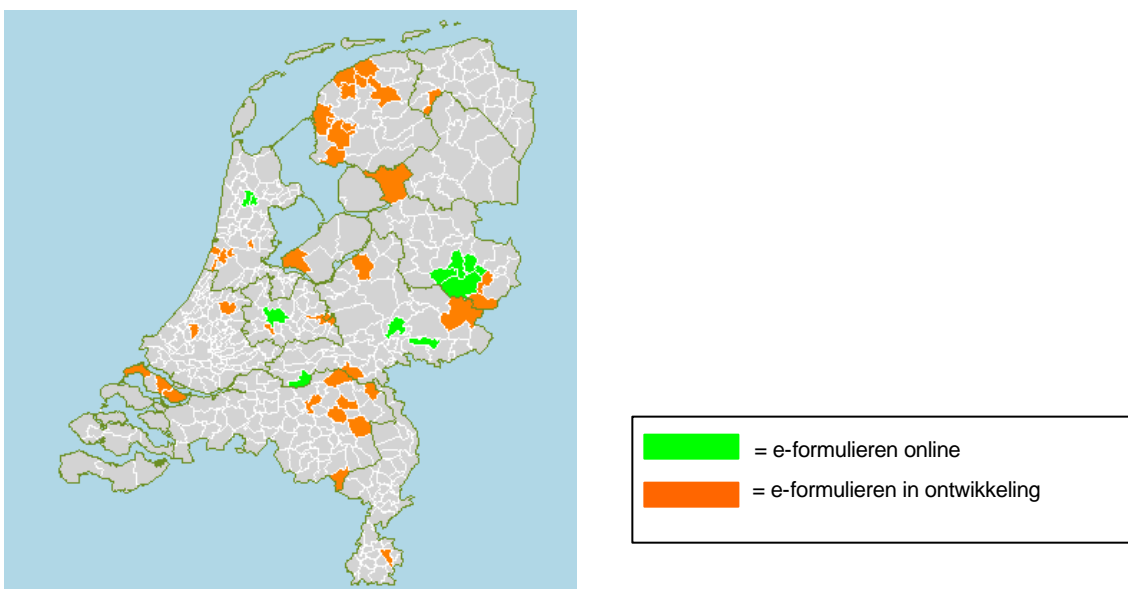 = e-formulieren online
= e-formulieren in ontwikkeling